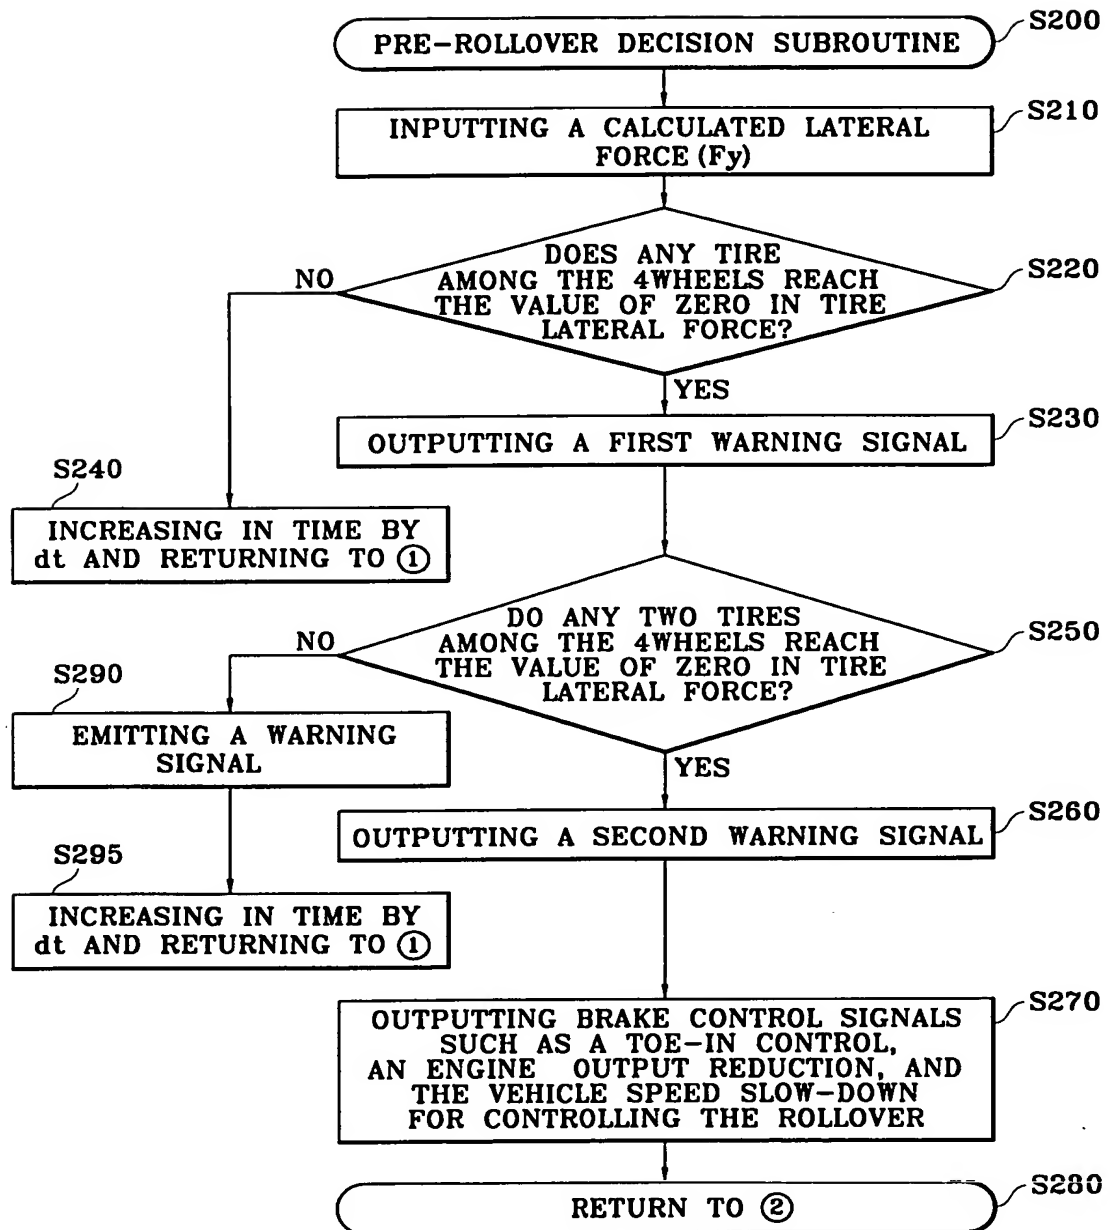 S200
PRE-ROLLOVER DECISION SUBROUTINE
S210
INPUTTING A CALCULATED LATERAL
FORCE (Fy)
S220
DOES ANY TIRE
AMONG THE 4WHEELS REACH
THE VALUE OF ZERO IN TIRE
LATERAL FORCE?
NO
YES
S230
OUTPUTTING A FIRST WARNING SIGNAL
S240
INCREASING IN TIME BY
dt AND RETURNING TO ①
S250
DO ANY TWO TIRES
AMONG THE 4WHEELS REACH
THE VALUE OF ZERO IN TIRE
LATERAL FORCE?
NO
YES
S290
EMITTING A WARNING
SIGNAL
S260
OUTPUTTING A SECOND WARNING SIGNAL
S295
INCREASING IN TIME BY
dt AND RETURNING TO ①
S270
OUTPUTTING BRAKE CONTROL SIGNALS
SUCH AS A TOE-IN CONTROL,
AN ENGINE OUTPUT REDUCTION, AND
THE VEHICLE SPEED SLOW-DOWN
FOR CONTROLLING THE ROLLOVER
S280
RETURN TO ②